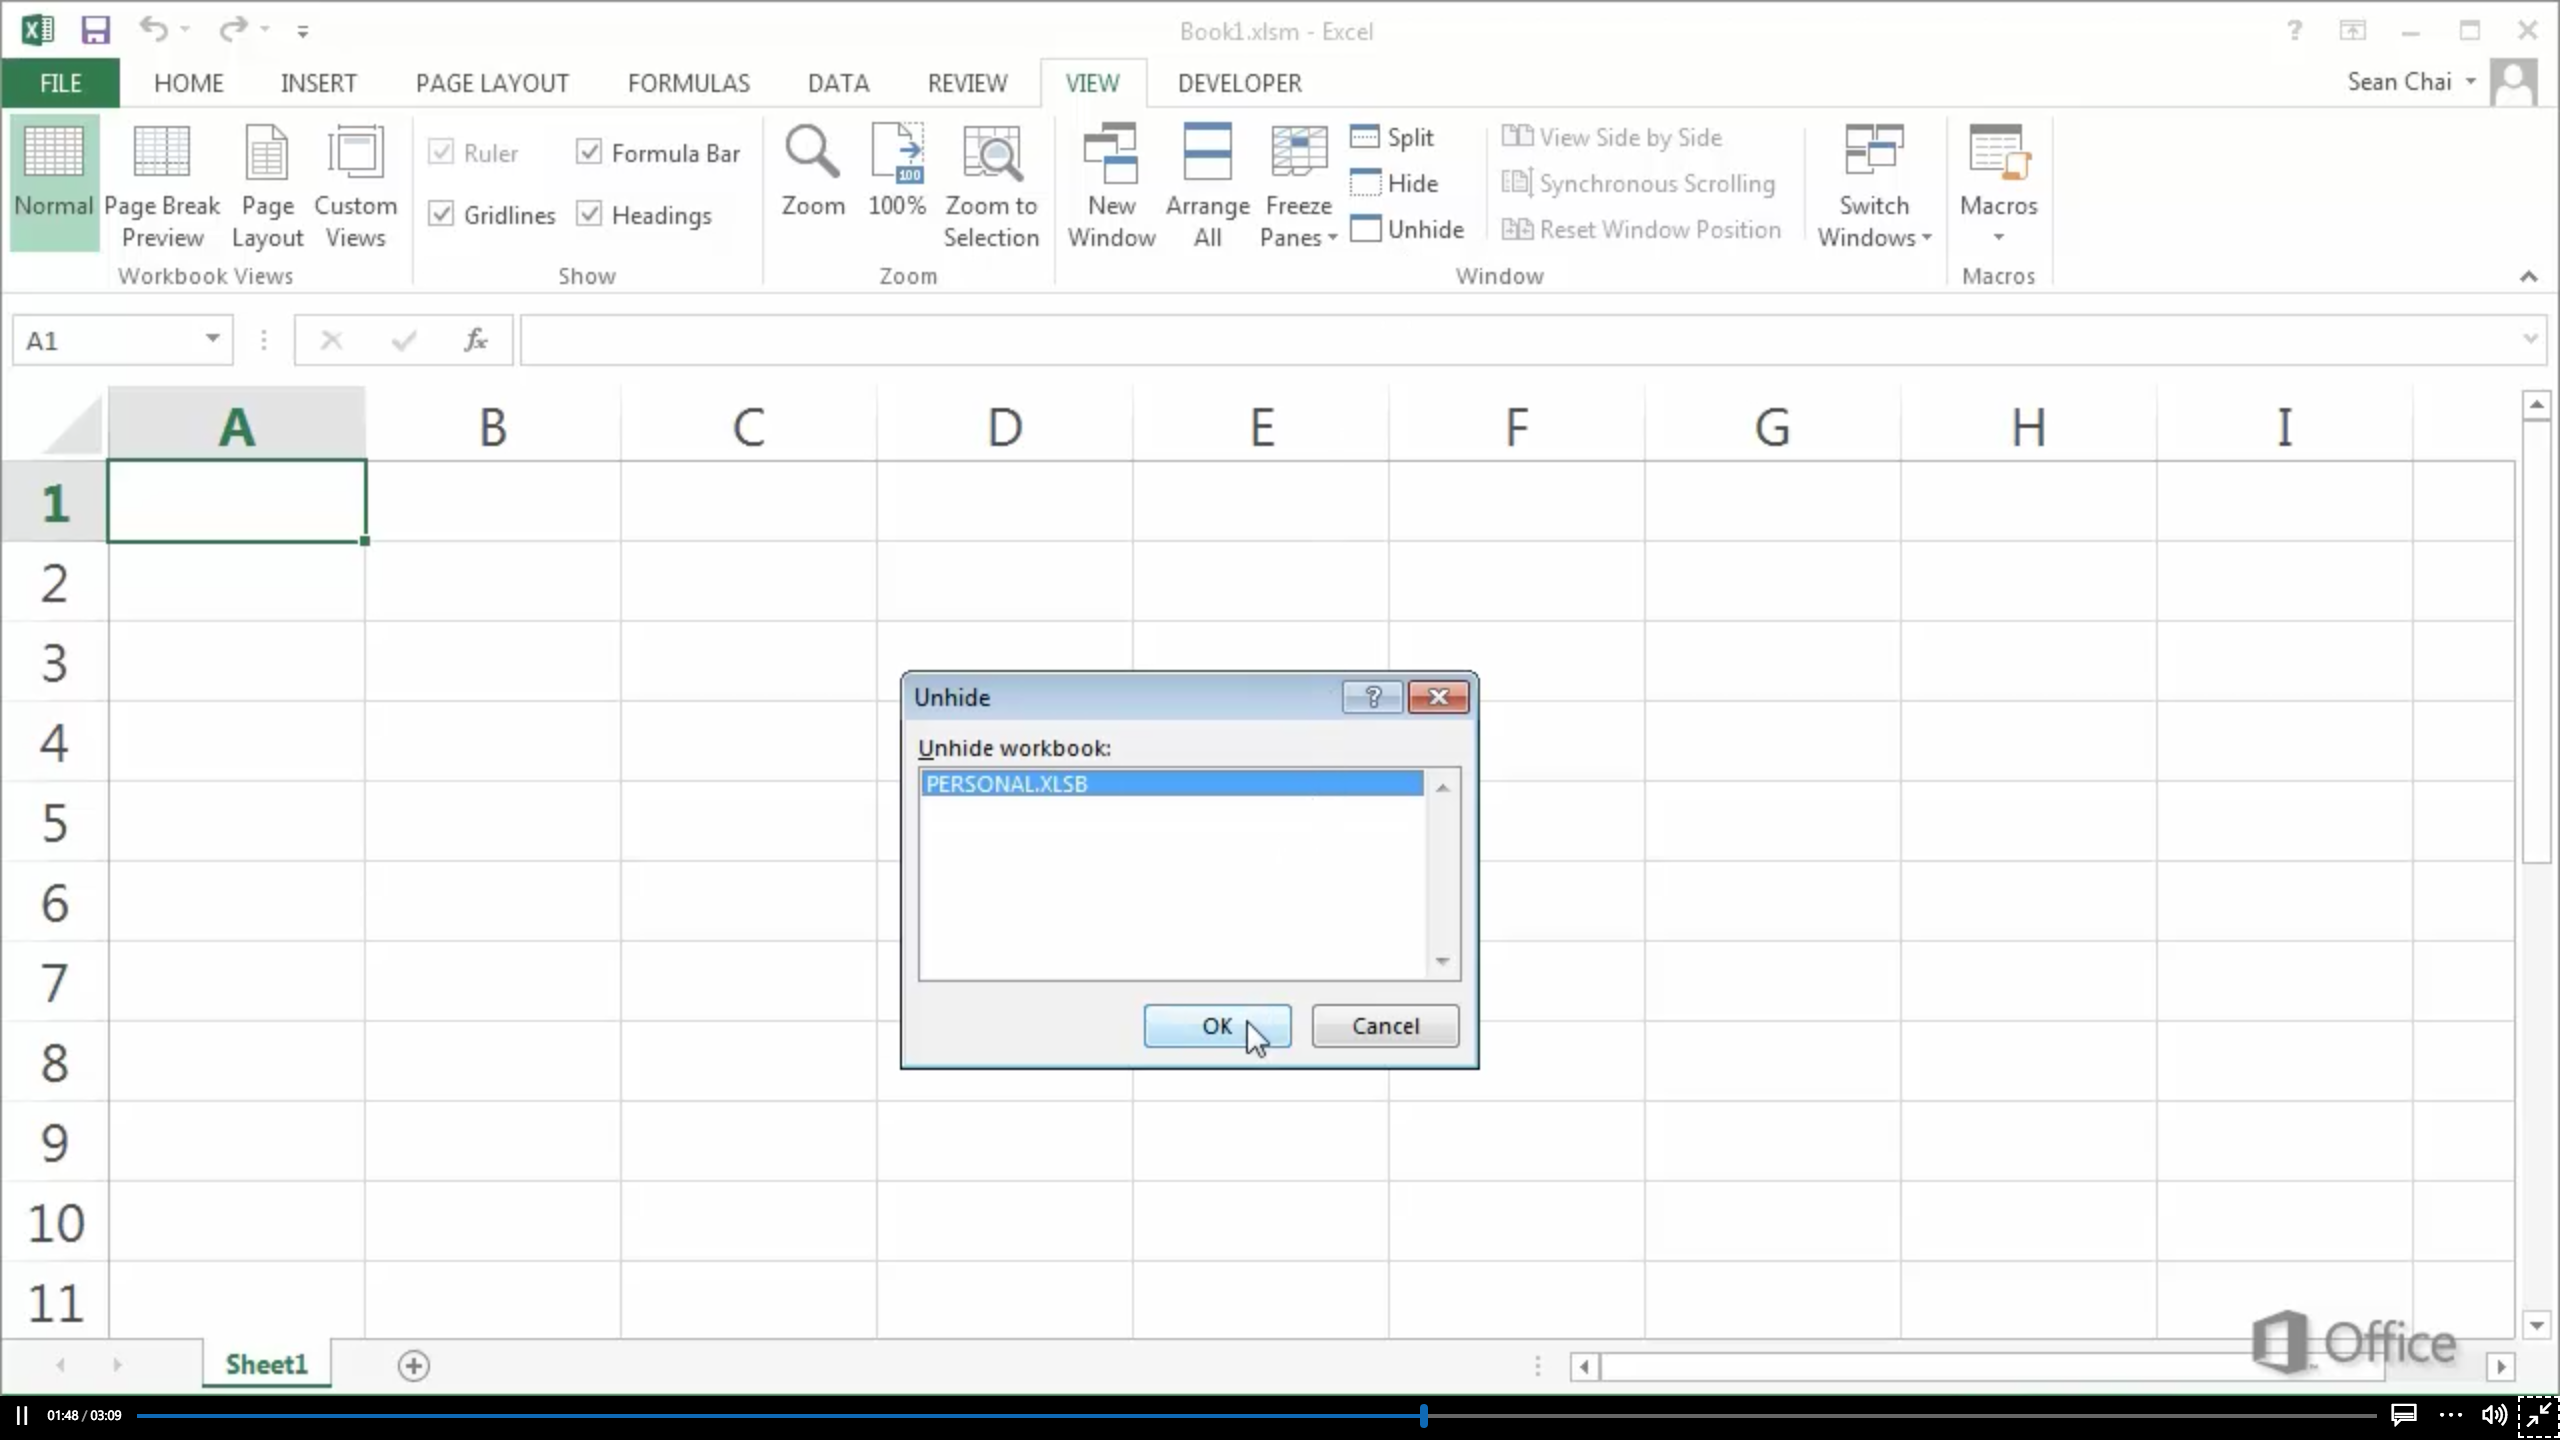 Book1.xlsm - Excel
?
FILE HOME INSERT PAGE LAYOUT FORMULAS DATA REVIEW VIEW DEVELOPER Sean Chai
Normal
Page Break
Preview
Page
Layout
Custom
Views
Workbook Views
Ruler
Formula Bar
Gridlines
Headings
Show
Zoom
100
100%
Zoom to
Selection
Zoom
New
Window
Arrange
All
Freeze
Panes
Split
Hide
Unhide
View Side by Side
Synchronous Scrolling
Reset Window Position
Switch
Windows
Window
Macros
Macros
A1
fx
A B C D E F G H I
1
2
3
4
5
6
7
8
9
10
11
Unhide
?
Unhide workbook:
PERSONAL.XLSB
OK Cancel
Sheet1
Office
01:48 / 03:09